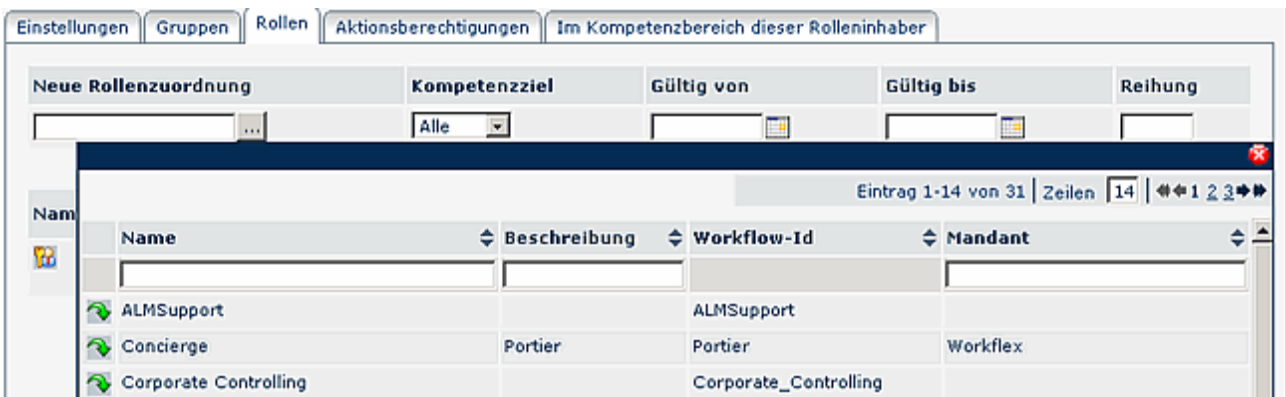 Einstellungen Gruppen Rollen Aktionsberechtigungen Im Kompetenzbereich dieser Rolleninhaber
Neue Rollenzuordnung Kompetenzziel Gültig von Gültig bis Reihung
... Alle
Eintrag 1-14 von 31 Zeilen 14 1 2 3
Nam
Name Beschreibung Workflow-Id Mandant
ALMSupport ALMSupport
Concierge Portier Portier Workflex
Corporate Controlling Corporate_Controlling